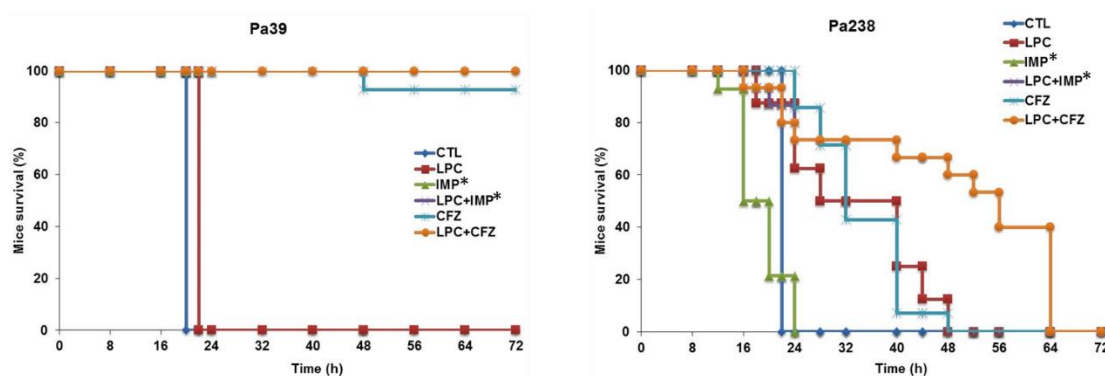 Pa39
Mice survival (%)
100
80
60
40
20
0
0 8 16 24 32 40 48 56 64 72
Time (h)
CTL
LPC
IMP*
LPC+IMP*
CFZ
LPC+CFZ
Pa238
Mice survival (%)
100
80
60
40
20
0
0 8 16 24 32 40 48 56 64 72
Time (h)
CTL
LPC
IMP*
LPC+IMP*
CFZ
LPC+CFZ